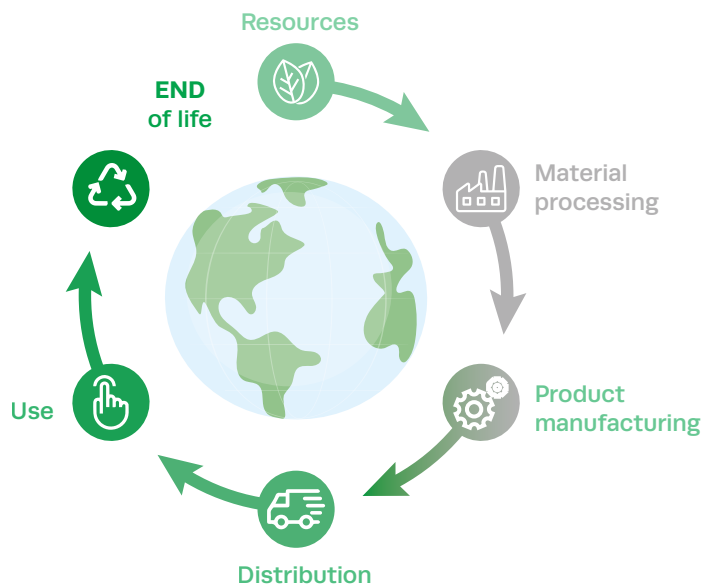 Resources
END
of life
Material
processing
Product
manufacturing
Use
Distribution